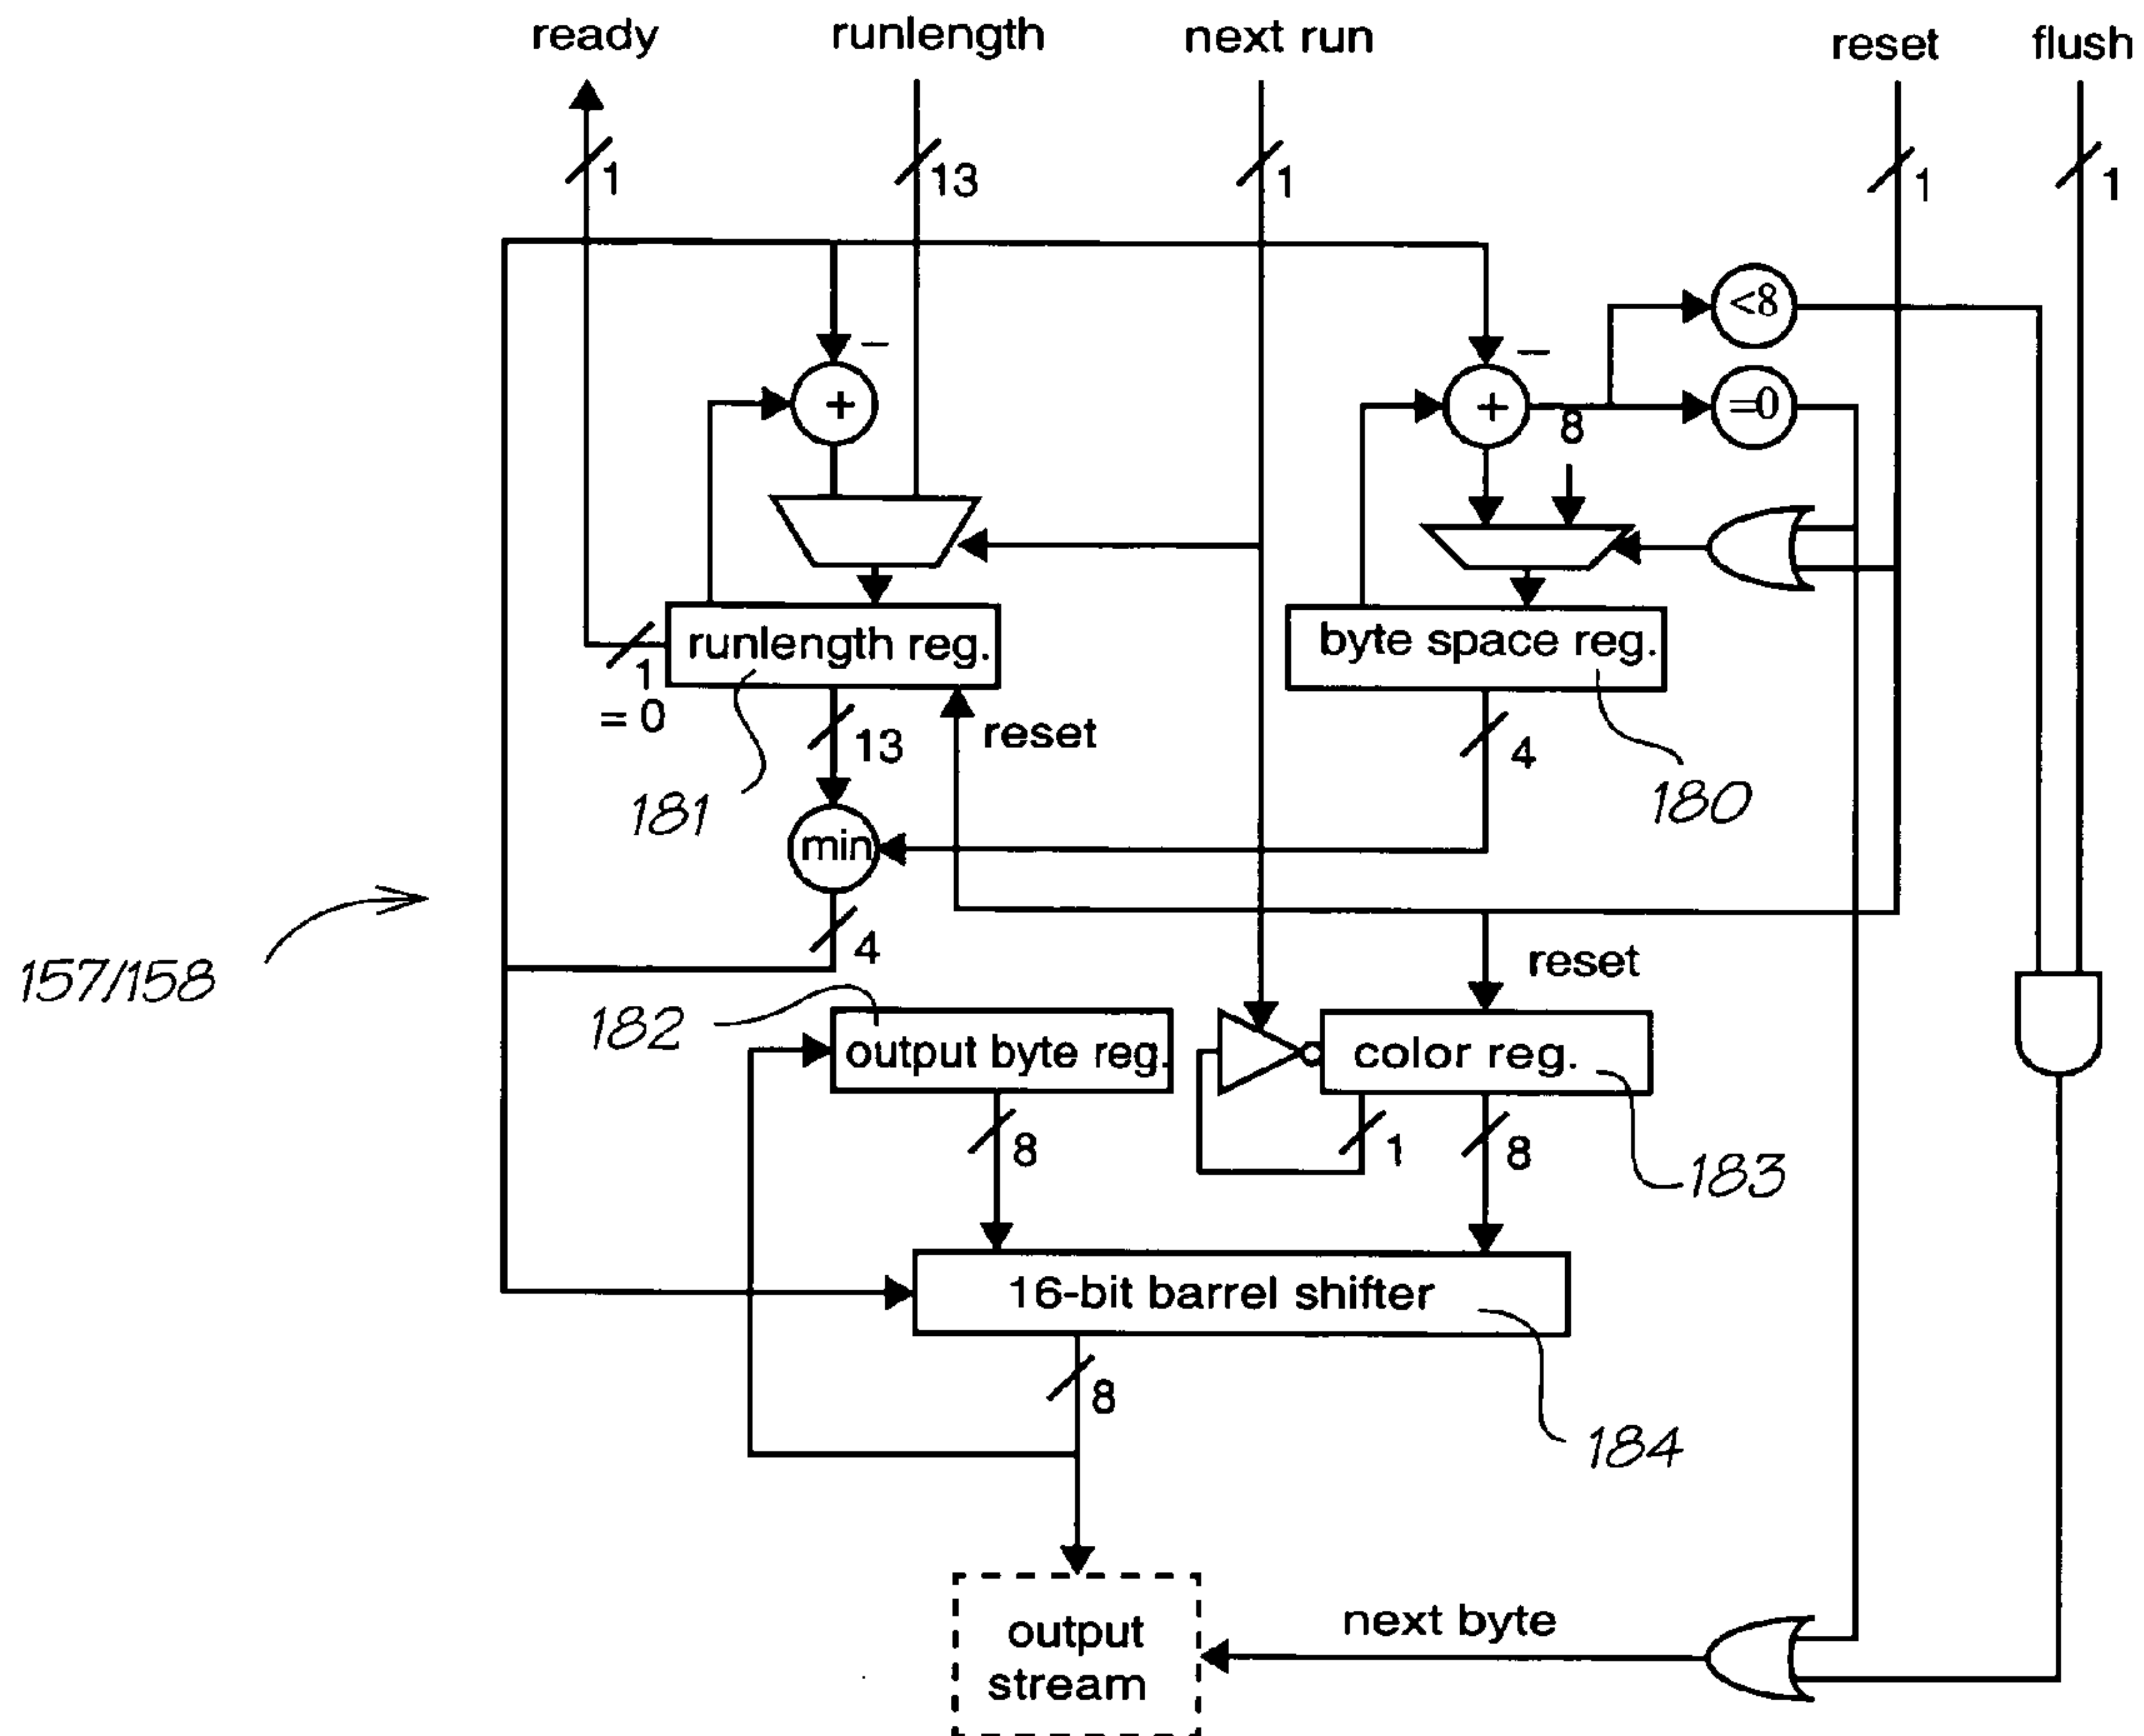 ready
runlength
next run
reset
flush
1
13
1
1
1
<8
−
−
+
+
8
=0
runlength reg.
byte space reg.
1
= 0
13
reset
4
181
180
min
4
reset
157/158
182
output byte reg.
color reg.
8
1
8
183
16-bit barrel shifter
8
184
next byte
output
stream